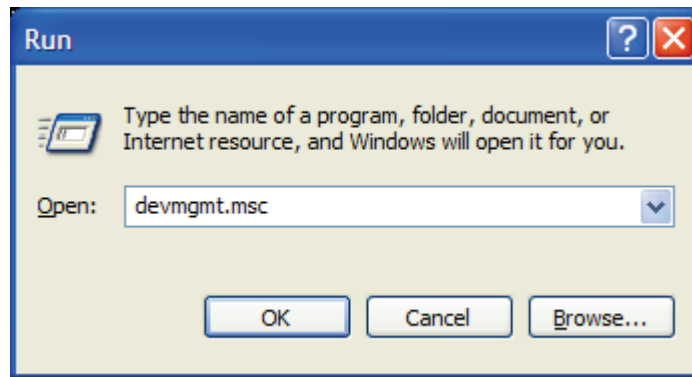 Run
Type the name of a program, folder, document, or
Internet resource, and Windows will open it for you.
Open: devmgmt.msc
OK Cancel Browse...